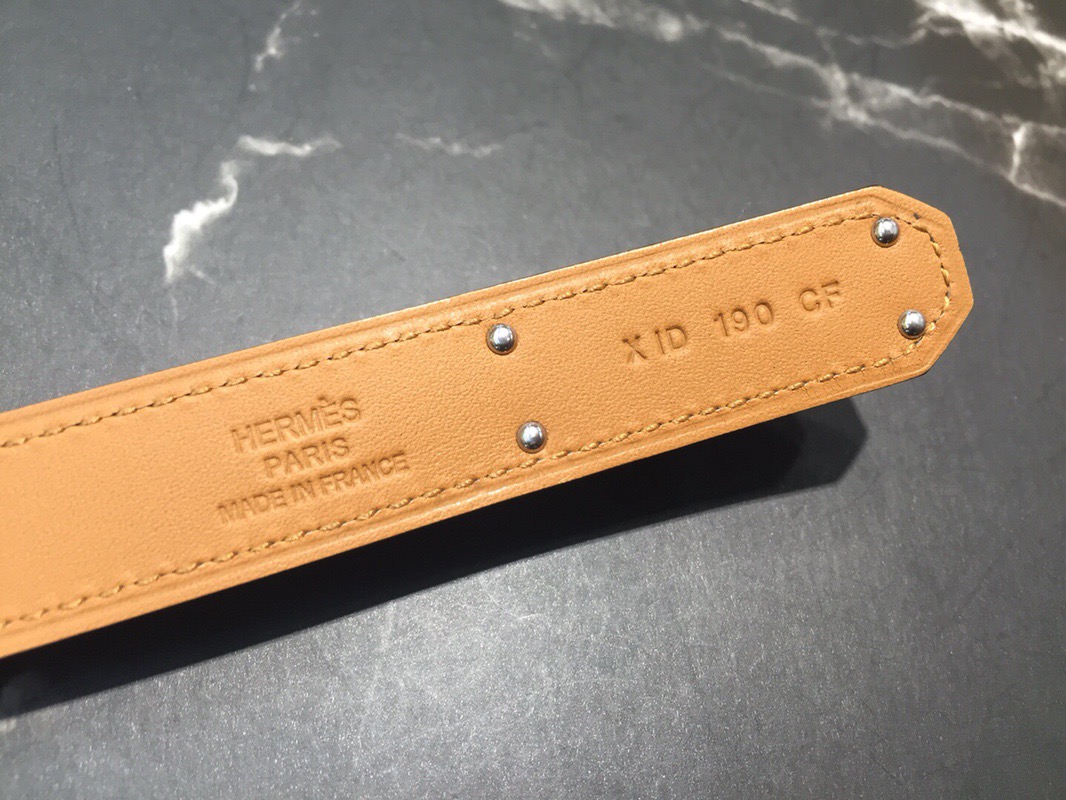 HERMÈS
PARIS
MADE IN FRANCE
X ID 190 CF